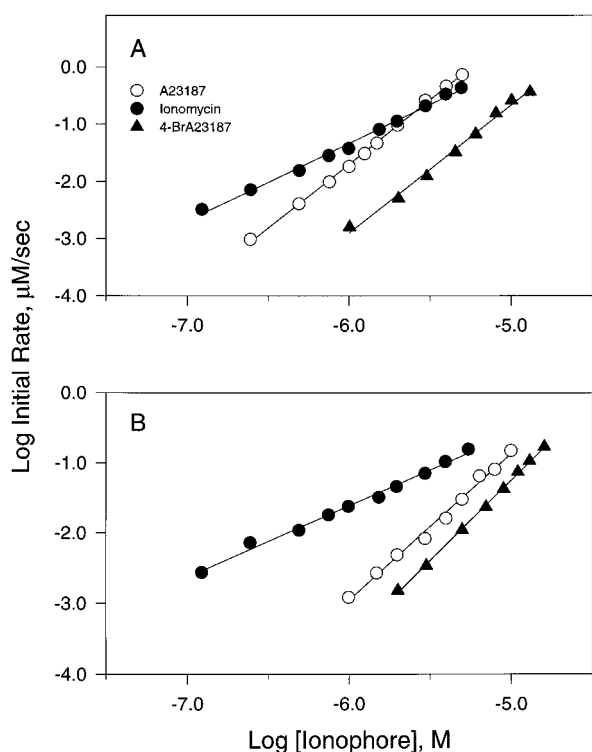 A
A23187
Ionomycin
4-BrA23187
0.0
-1.0
-2.0
-3.0
-4.0
-7.0 -6.0 -5.0
Log Initial Rate, µM/sec
B
0.0
-1.0
-2.0
-3.0
-4.0
-7.0 -6.0 -5.0
Log [Ionophore], M